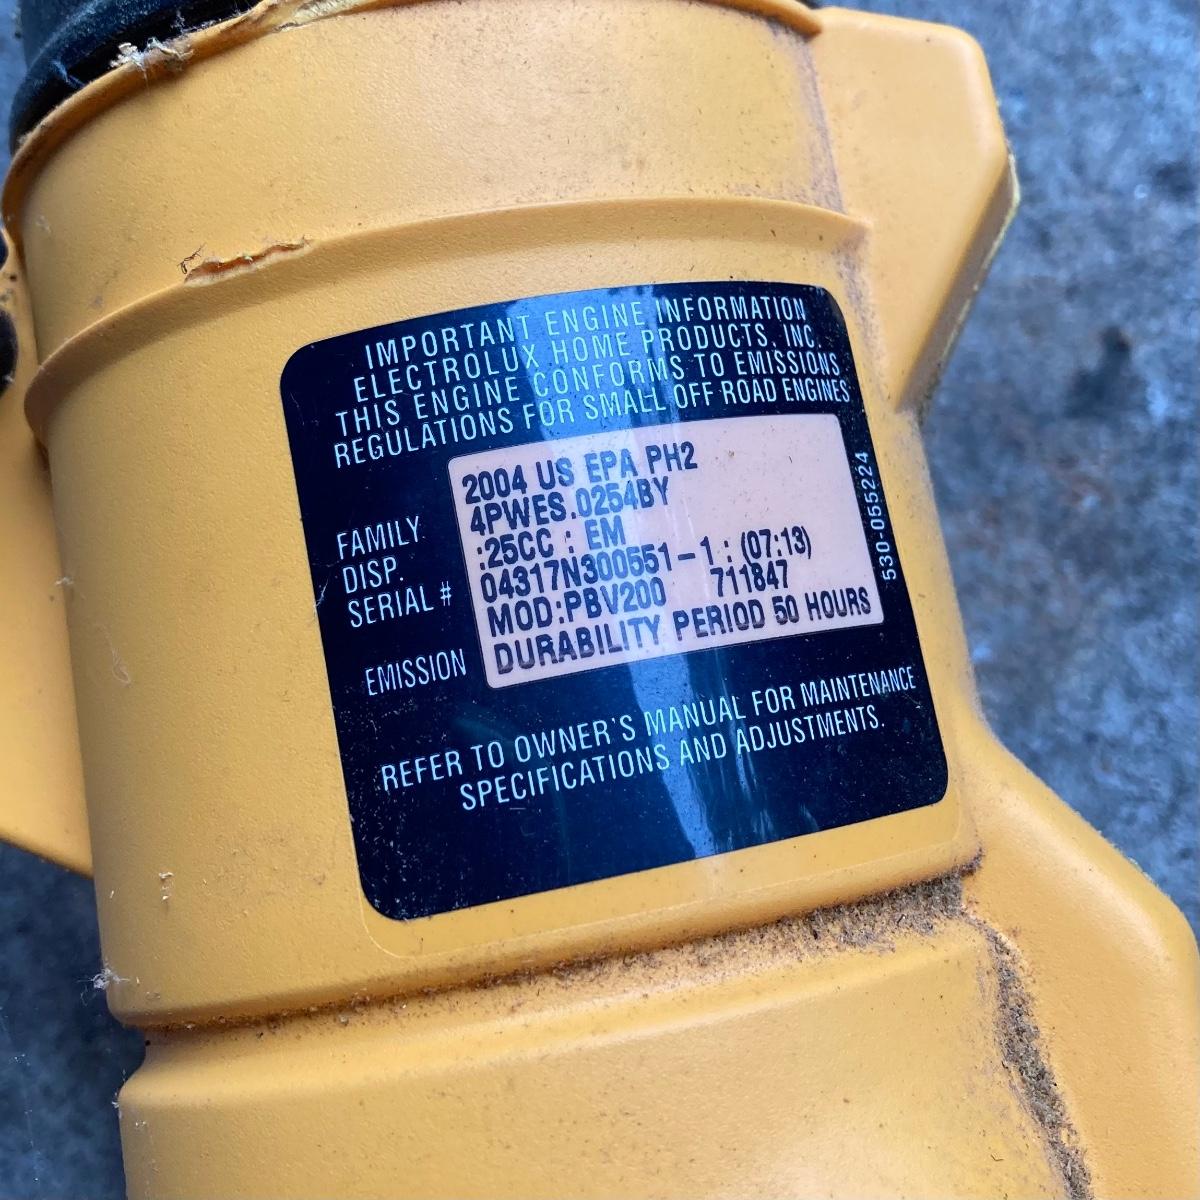 IMPORTANT ENGINE INFORMATION
ELECTROLUX HOME PRODUCTS, INC.
THIS ENGINE CONFORMS TO EMISSIONS
REGULATIONS FOR SMALL OFF ROAD ENGINES
2004 US EPA PH2
FAMILY 4PWES.0254BY
DISP. :25CC : EM
SERIAL # 04317N300551-1 : (07:13)
MOD:PBV200 711847
EMISSION DURABILITY PERIOD 50 HOURS
530-055224
REFER TO OWNER'S MANUAL FOR MAINTENANCE
SPECIFICATIONS AND ADJUSTMENTS.